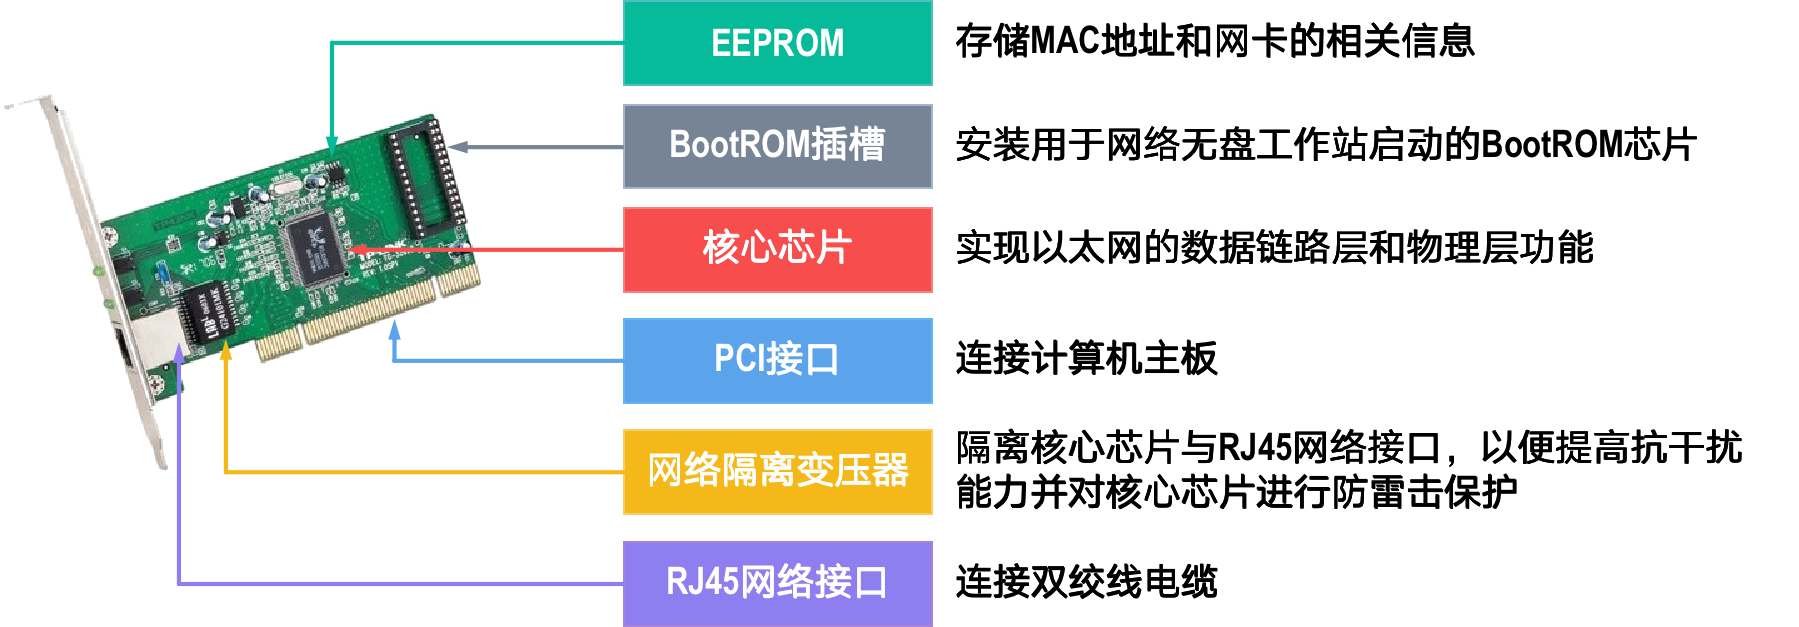 EEPROM 存储MAC地址和网卡的相关信息
BootROM插槽 安装用于网络无盘工作站启动的BootROM芯片
核心芯片 实现以太网的数据链路层和物理层功能
PCI接口 连接计算机主板
网络隔离变压器 隔离核心芯片与RJ45网络接口，以便提高抗干扰
能力并对核心芯片进行防雷击保护
RJ45网络接口 连接双绞线电缆